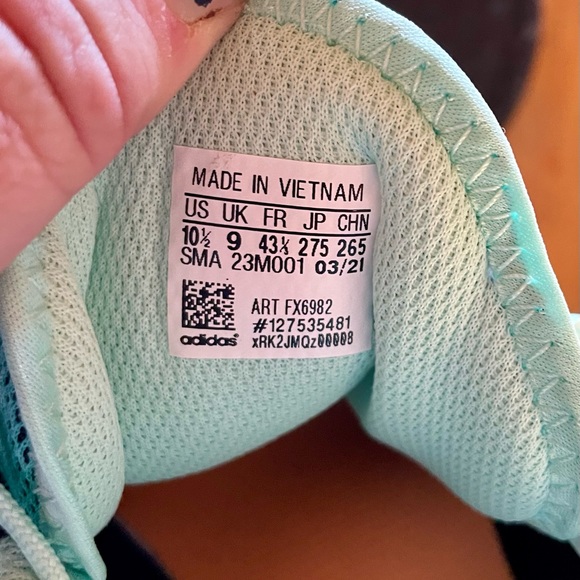 MADE IN VIETNAM
US UK FR JP CHN
10½ 9 43⅓ 275 265
SMA 23M001 03/21
ART FX6982
#127535481
adidas® xRK2JMQz00008